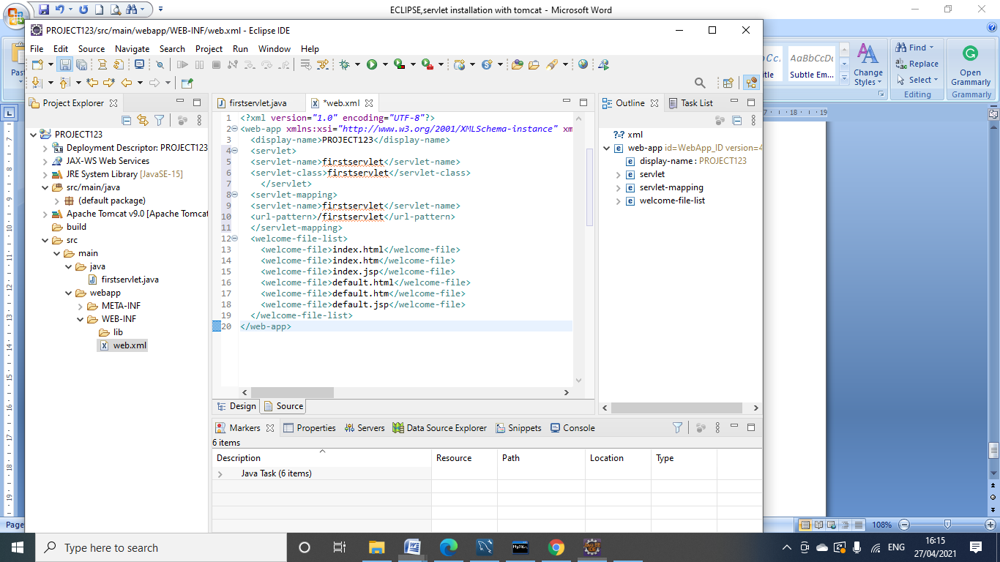 ECLIPSE,servlet installation with tomcat - Microsoft Word
PROJECT123/src/main/webapp/WEB-INF/web.xml - Eclipse IDE
File Edit Source Navigate Search Project Run Window Help
Past
tle
AaBbCcDc
Subtle Em...
Change
Styles
Find
Replace
Select
Editing
Open
Grammarly
Grammarly
Project Explorer
PROJECT123
Deployment Descriptor: PROJECT123
JAX-WS Web Services
JRE System Library [JavaSE-15]
src/main/java
(default package)
Apache Tomcat v9.0 [Apache Tomcat
build
src
main
java
firstservlet.java
webapp
META-INF
WEB-INF
lib
web.xml
firstservlet.java *web.xml
1 <?xml version="1.0" encoding="UTF-8"?>
2 <web-app xmlns:xsi="http://www.w3.org/2001/XMLSchema-instance" xm
3 <display-name>PROJECT123</display-name>
4 <servlet>
5 <servlet-name>firstservlet</servlet-name>
6 <servlet-class>firstservlet</servlet-class>
7 </servlet>
8 <servlet-mapping>
9 <servlet-name>firstservlet</servlet-name>
10 <url-pattern>/firstservlet</url-pattern>
11 </servlet-mapping>
12 <welcome-file-list>
13 <welcome-file>index.html</welcome-file>
14 <welcome-file>index.htm</welcome-file>
15 <welcome-file>index.jsp</welcome-file>
16 <welcome-file>default.html</welcome-file>
17 <welcome-file>default.htm</welcome-file>
18 <welcome-file>default.jsp</welcome-file>
19 </welcome-file-list>
20 </web-app>
Design Source
Outline Task List
?-? xml
web-app id=WebApp_ID version=4
display-name : PROJECT123
servlet
servlet-mapping
welcome-file-list
Markers Properties Servers Data Source Explorer Snippets Console
6 items
Description Resource Path Location Type
Java Task (6 items)
Page
108%
Type here to search
ENG
16:15
27/04/2021